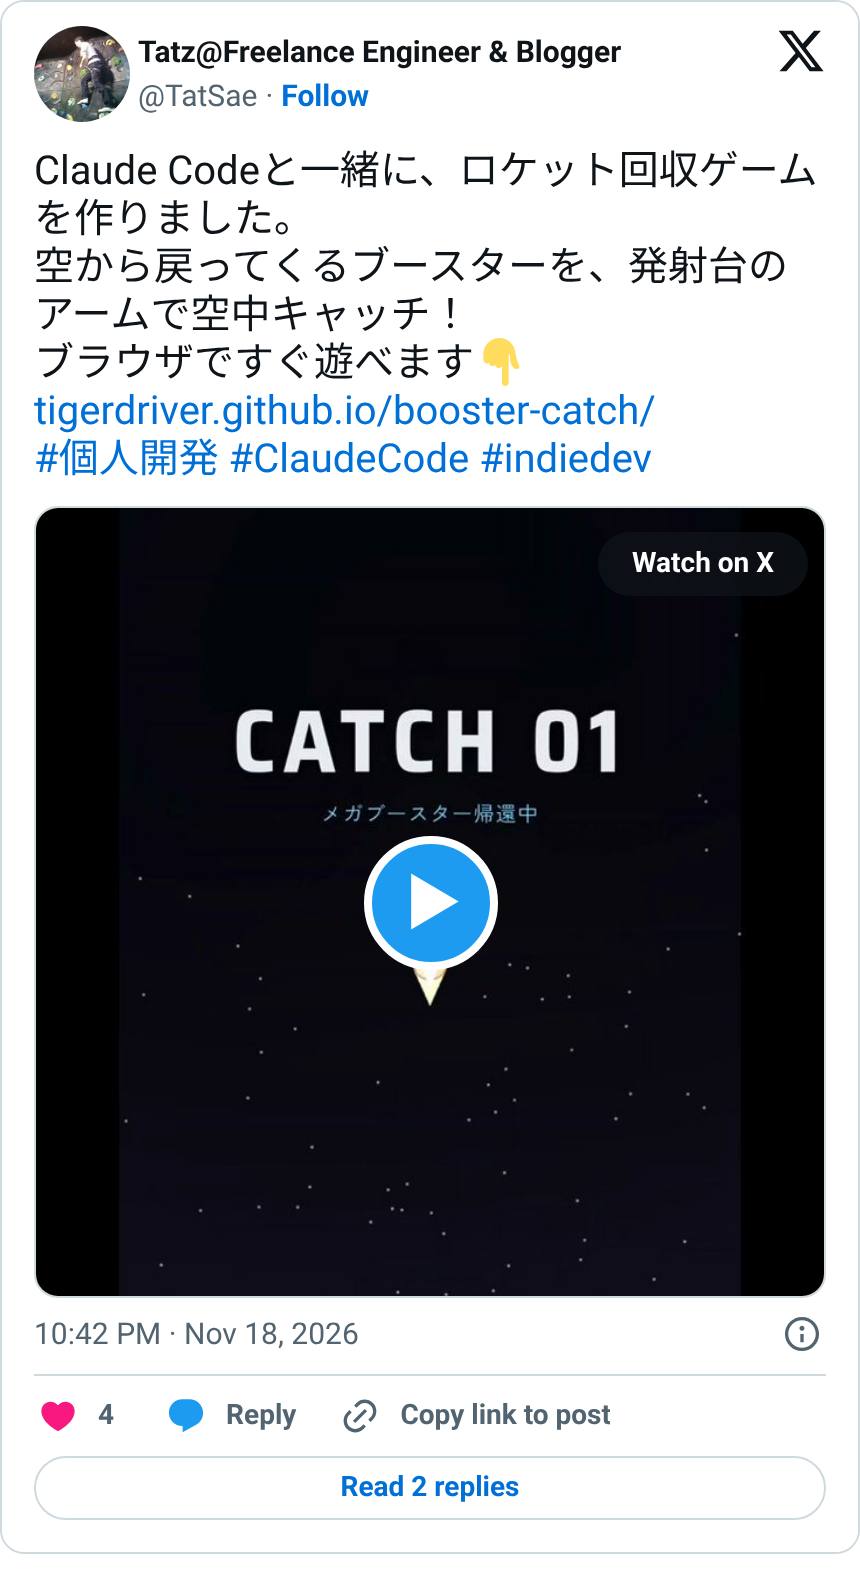 Tatz@Freelance Engineer & Blogger
@TatSae · Follow
Claude Codeと一緒に、ロケット回収ゲーム
を作りました。
空から戻ってくるブースターを、発射台の
アームで空中キャッチ！
ブラウザですぐ遊べます👇
tigerdriver.github.io/booster-catch/
#個人開発 #ClaudeCode #indiedev
Watch on X
CATCH 01
メガブースター帰還中
10:42 PM · Nov 18, 2026
4 Reply Copy link to post
Read 2 replies